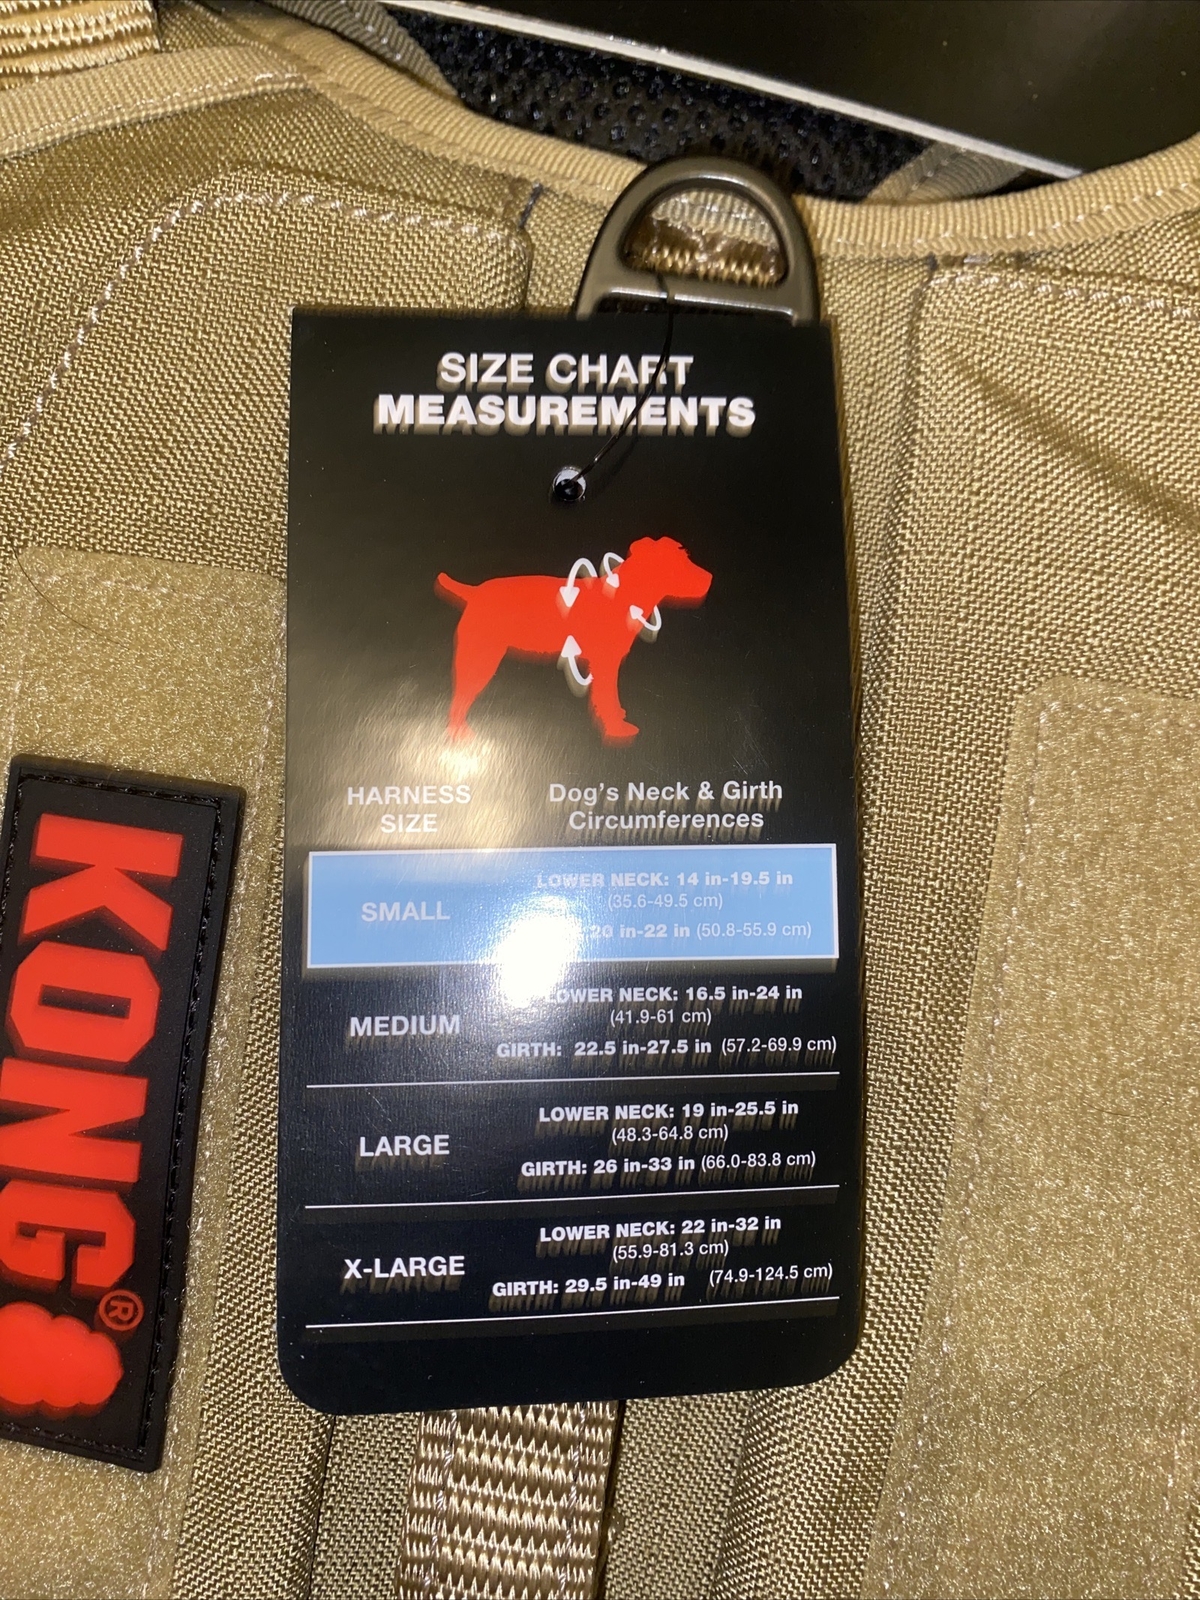 SIZE CHART
MEASUREMENTS
HARNESS
SIZE
Dog's Neck & Girth
Circumferences
SMALL
LOWER NECK: 14 in-19.5 in
(35.6-49.5 cm)
20 in-22 in (50.8-55.9 cm)
MEDIUM
LOWER NECK: 16.5 in-24 in
(41.9-61 cm)
GIRTH: 22.5 in-27.5 in (57.2-69.9 cm)
LARGE
LOWER NECK: 19 in-25.5 in
(48.3-64.8 cm)
GIRTH: 26 in-33 in (66.0-83.8 cm)
X-LARGE
LOWER NECK: 22 in-32 in
(55.9-81.3 cm)
GIRTH: 29.5 in-49 in (74.9-124.5 cm)
KONG®